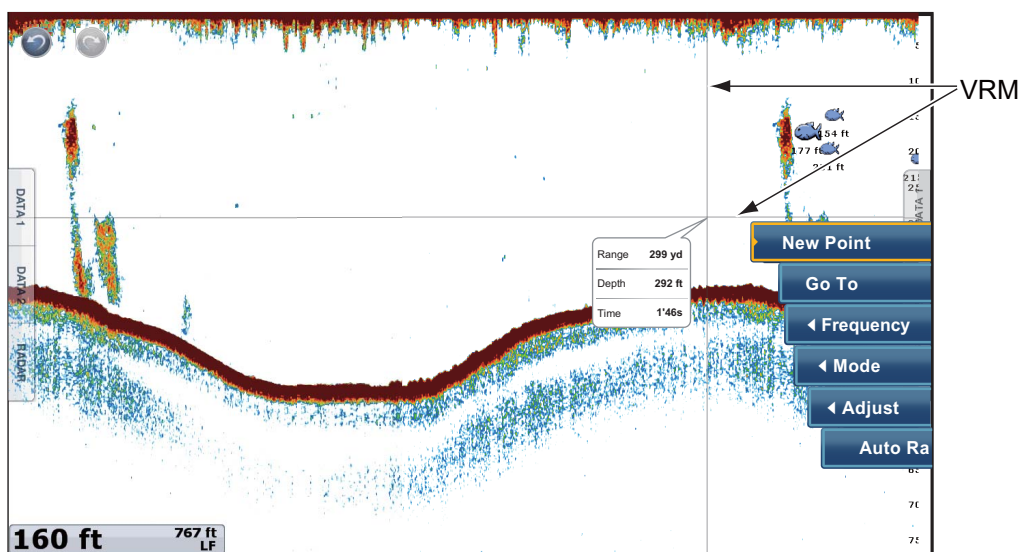 VRM
154 ft
177 ft
DATA 1
DATA 2
RADAR
New Point
Range 299 yd
Depth 292 ft
Time 1'46s
Go To
Frequency
Mode
Adjust
Auto Ra
160 ft
767 ft
LF